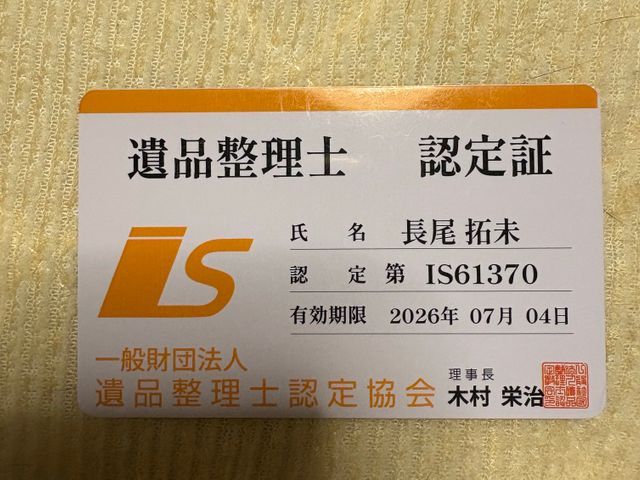 遺品整理士 認定証
IS
氏名 長尾 拓未
認定 第 IS61370
有効期限 2026年 07月 04日
一般財団法人
遺品整理士認定協会
理事長
木村 栄治